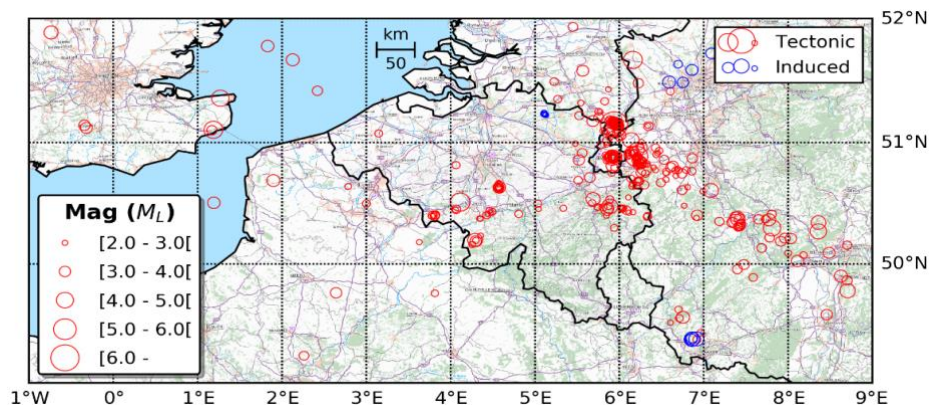 52°N
km
50
Tectonic
Induced
51°N
Mag (M_L)
[2.0 - 3.0[
[3.0 - 4.0[
[4.0 - 5.0[
[5.0 - 6.0[
[6.0 -
50°N
1°W 0° 1°E 2°E 3°E 4°E 5°E 6°E 7°E 8°E 9°E